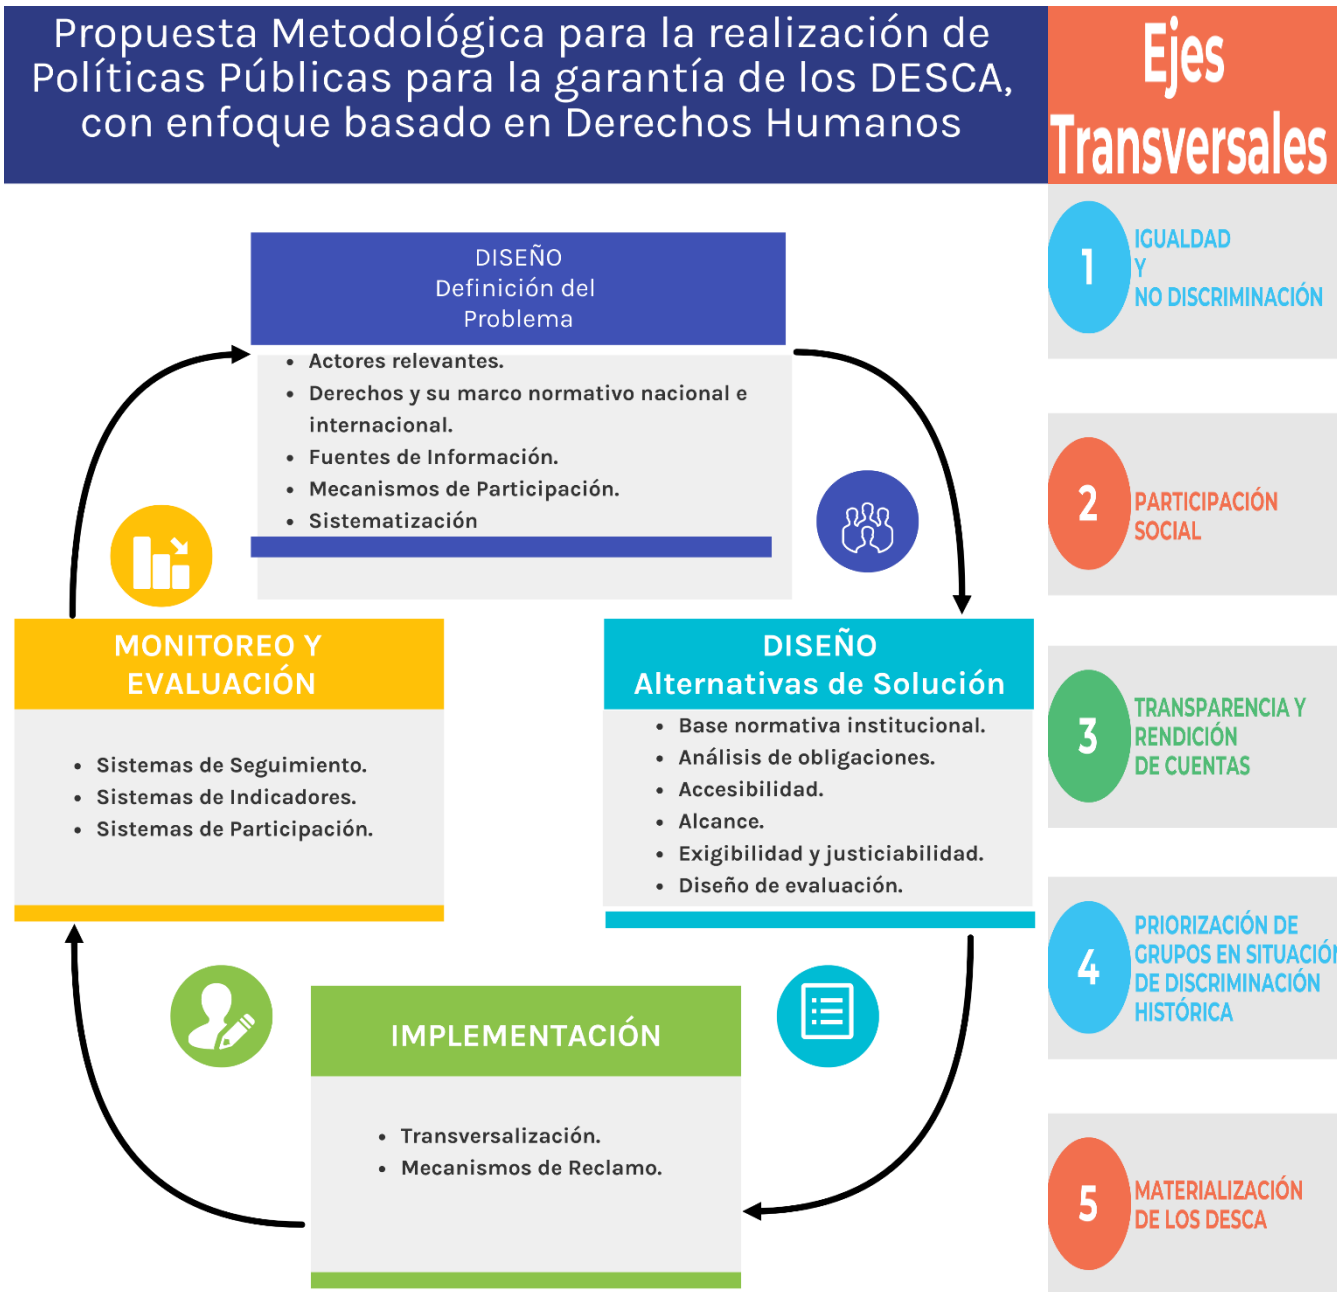 Propuesta Metodológica para la realización de
Políticas Públicas para la garantía de los DESCA,
con enfoque basado en Derechos Humanos
Ejes
Transversales
DISEÑO
Definición del
Problema
• Actores relevantes.
• Derechos y su marco normativo nacional e
internacional.
• Fuentes de Información.
• Mecanismos de Participación.
• Sistematización
DISEÑO
Alternativas de Solución
• Base normativa institucional.
• Análisis de obligaciones.
• Accesibilidad.
• Alcance.
• Exigibilidad y justiciabilidad.
• Diseño de evaluación.
IMPLEMENTACIÓN
• Transversalización.
• Mecanismos de Reclamo.
MONITOREO Y
EVALUACIÓN
• Sistemas de Seguimiento.
• Sistemas de Indicadores.
• Sistemas de Participación.
1
IGUALDAD
Y
NO DISCRIMINACIÓN
2
PARTICIPACIÓN
SOCIAL
3
TRANSPARENCIA Y
RENDICIÓN
DE CUENTAS
4
PRIORIZACIÓN DE
GRUPOS EN SITUACIÓN
DE DISCRIMINACIÓN
HISTÓRICA
5
MATERIALIZACIÓN
DE LOS DESCA